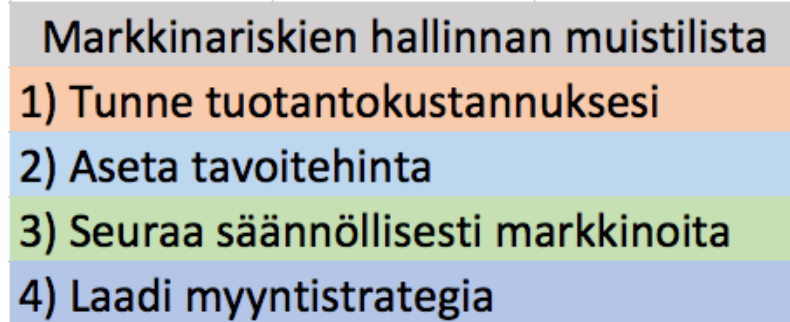 Markkinariskien hallinnan muistilista
1) Tunne tuotantokustannuksesi
2) Aseta tavoitehinta
3) Seuraa säännöllisesti markkinoita
4) Laadi myyntistrategia